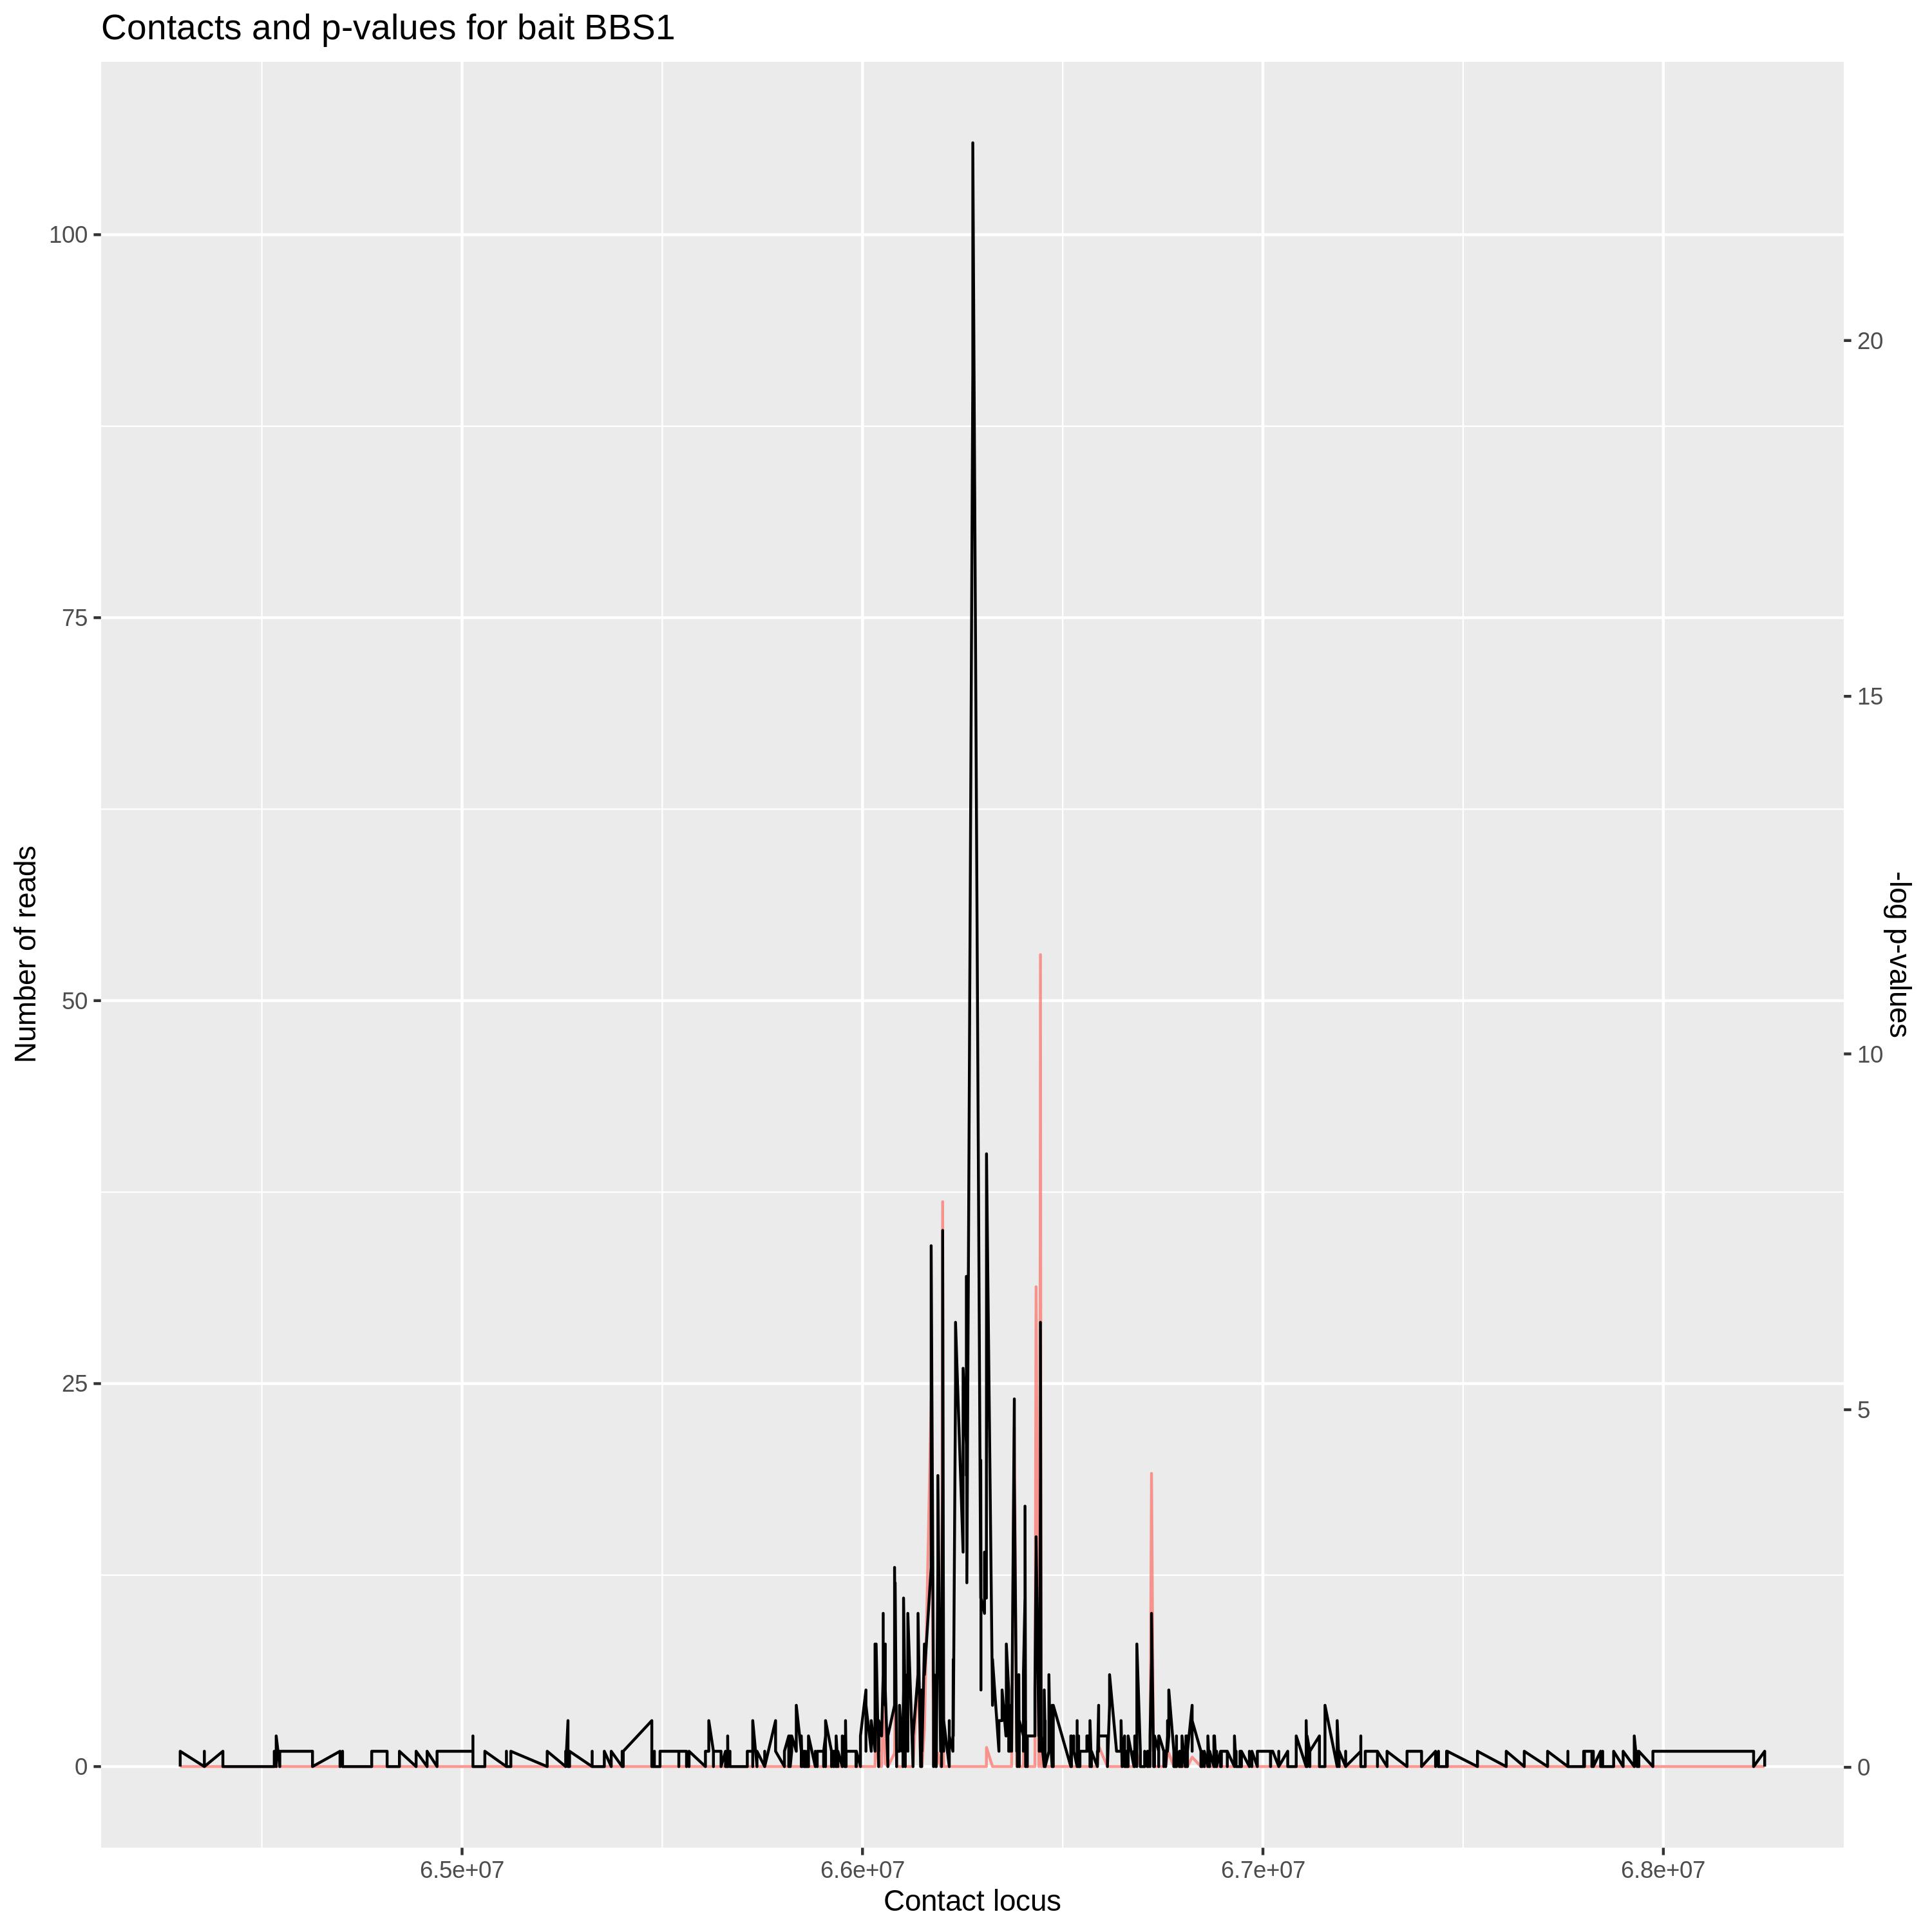 Contacts and p-values for bait BBS1
100
75
50
25
0
Number of reads
20
15
10
5
0
-log p-values
6.5e+07
6.6e+07
6.7e+07
6.8e+07
Contact locus